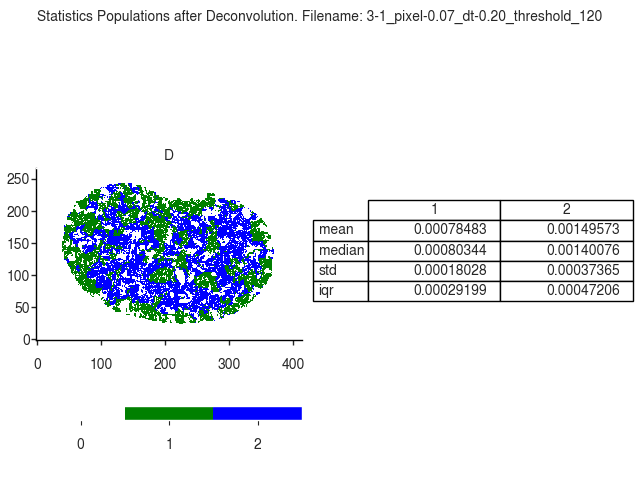 Statistics Populations after Deconvolution. Filename: 3-1_pixel-0.07_dt-0.20_threshold_120
D
250
200
150
100
50
0
0 100 200 300 400
0 1 2
1 2
mean 0.00078483 0.00149573
median 0.00080344 0.00140076
std 0.00018028 0.00037365
iqr 0.00029199 0.00047206